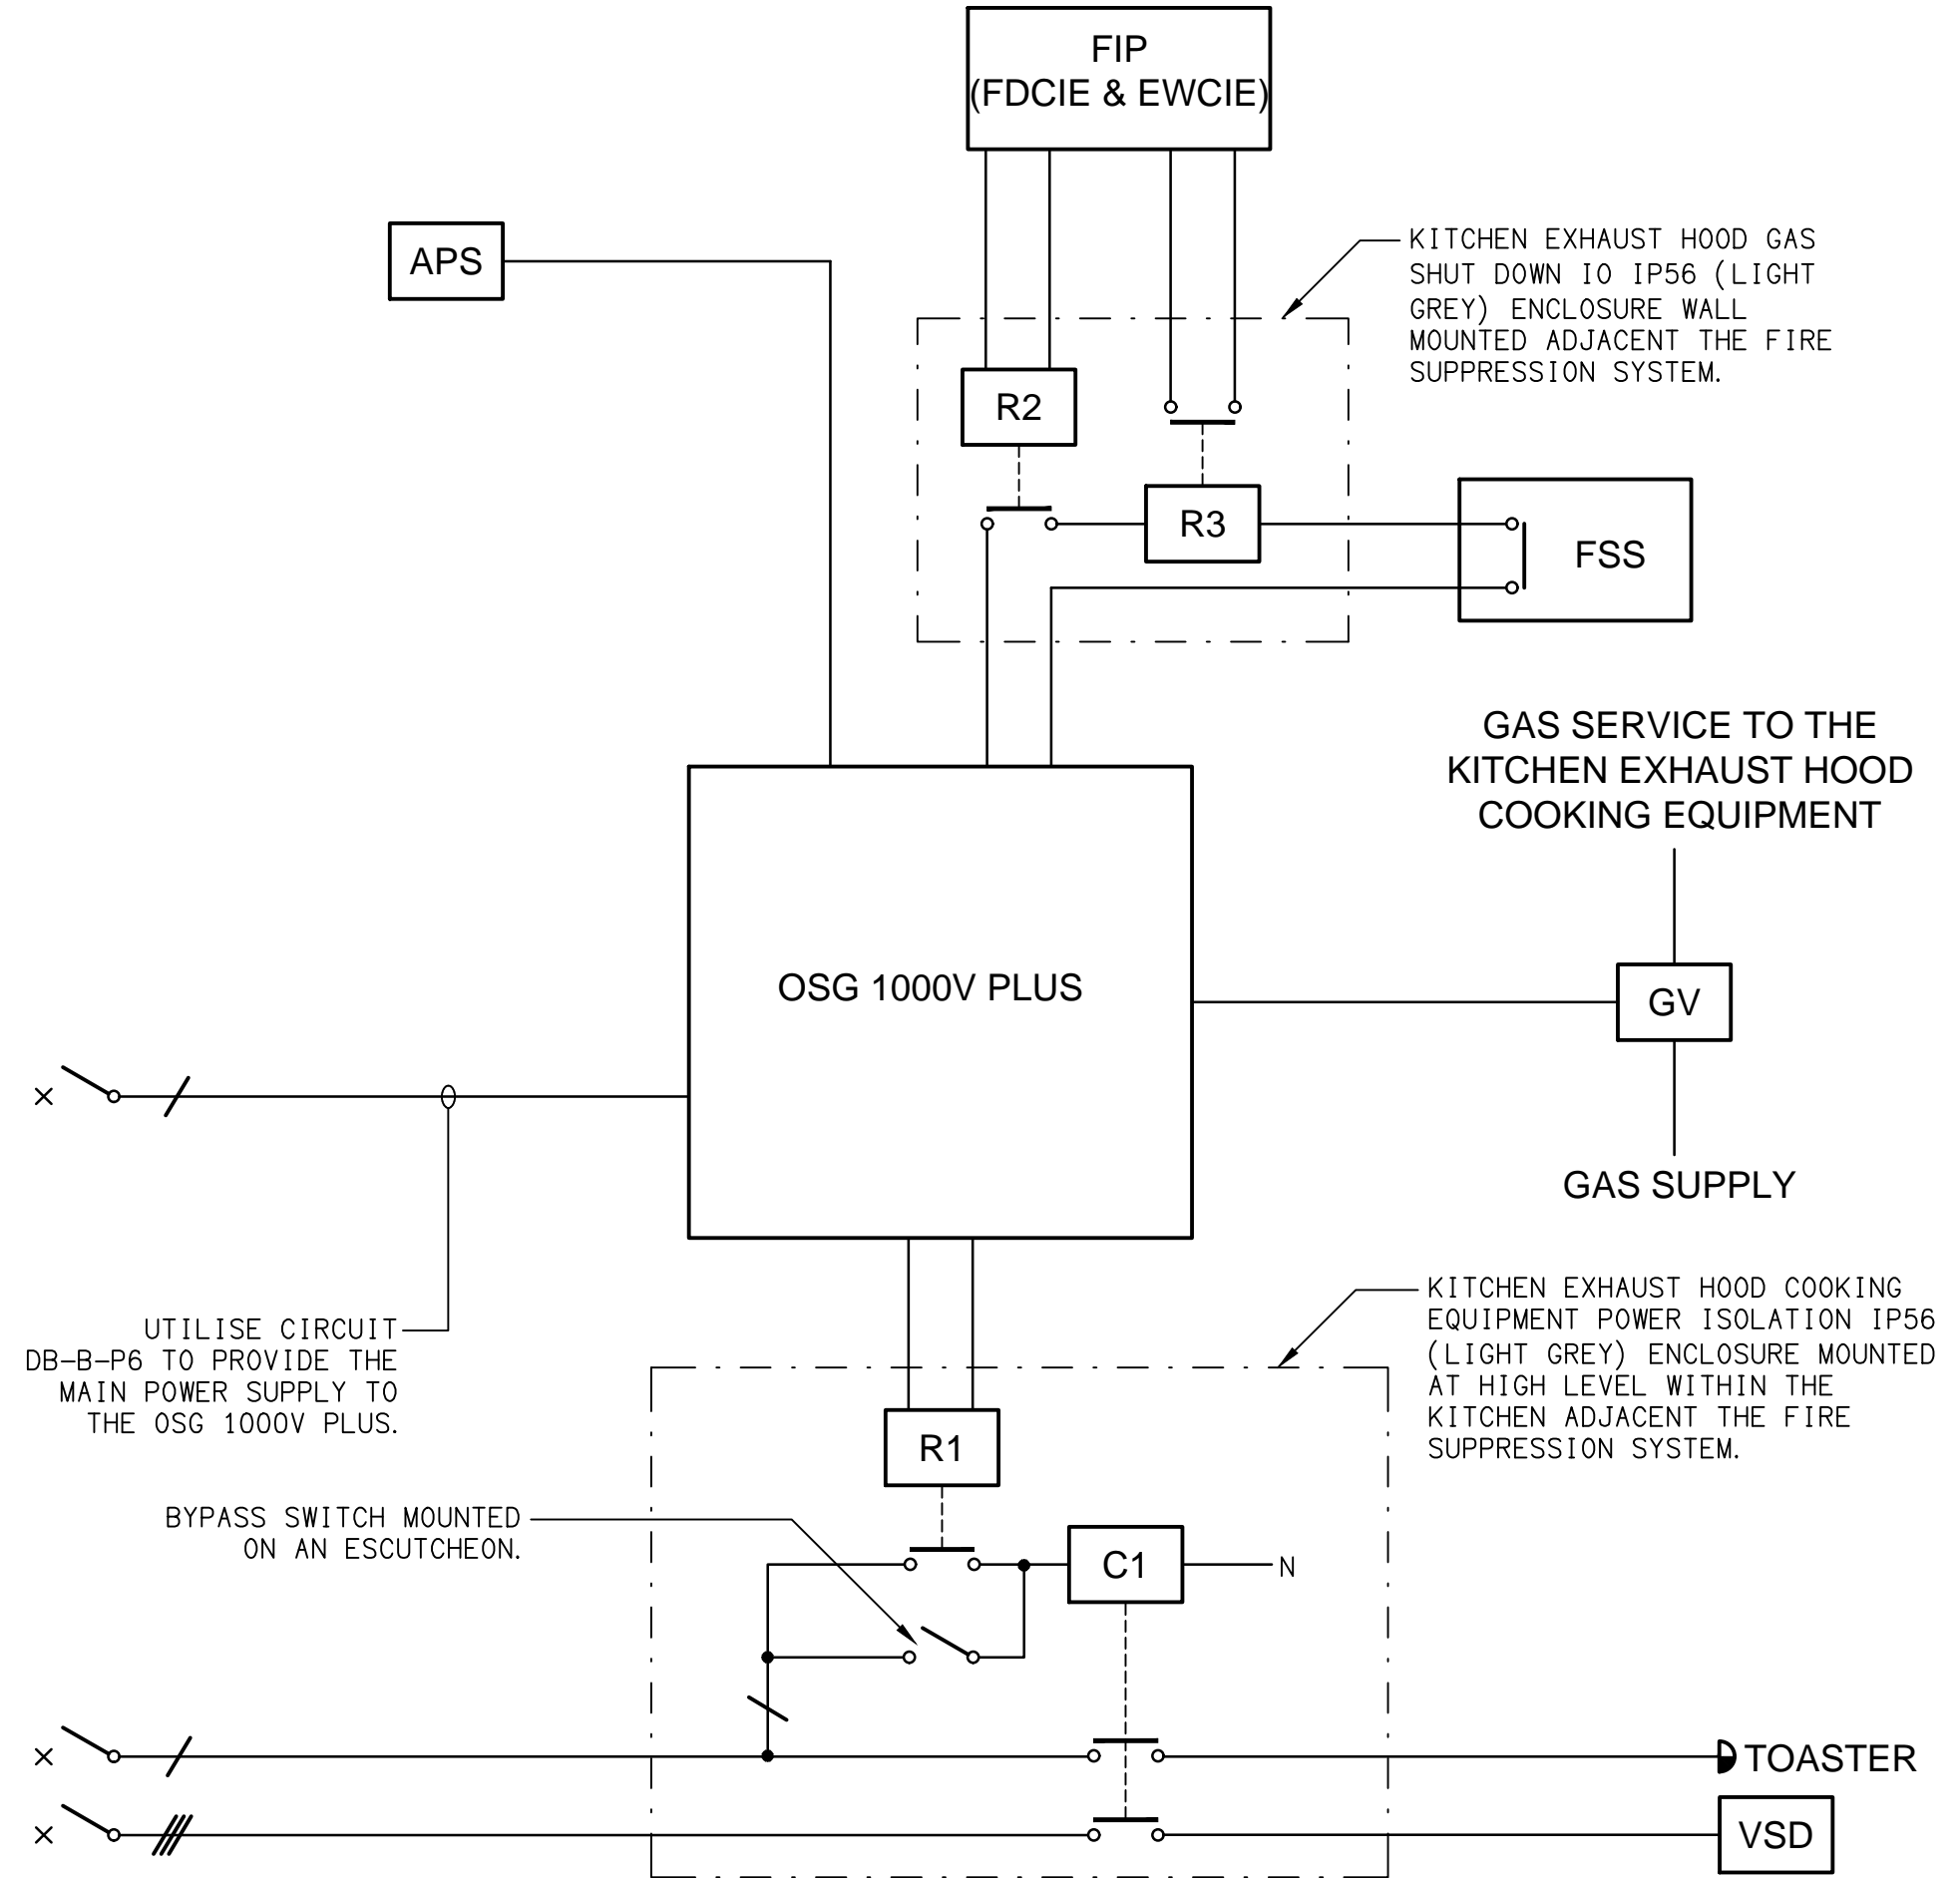 FIP
(FDCIE & EWCIE)
APS
KITCHEN EXHAUST HOOD GAS
SHUT DOWN IO IP56 (LIGHT
GREY) ENCLOSURE WALL
MOUNTED ADJACENT THE FIRE
SUPPRESSION SYSTEM.
R2
R3
FSS
GAS SERVICE TO THE
KITCHEN EXHAUST HOOD
COOKING EQUIPMENT
OSG 1000V PLUS
GV
GAS SUPPLY
UTILISE CIRCUIT
DB-B-P6 TO PROVIDE THE
MAIN POWER SUPPLY TO
THE OSG 1000V PLUS.
KITCHEN EXHAUST HOOD COOKING
EQUIPMENT POWER ISOLATION IP56
(LIGHT GREY) ENCLOSURE MOUNTED
AT HIGH LEVEL WITHIN THE
KITCHEN ADJACENT THE FIRE
SUPPRESSION SYSTEM.
R1
BYPASS SWITCH MOUNTED
ON AN ESCUTCHEON.
C1
N
TOASTER
VSD